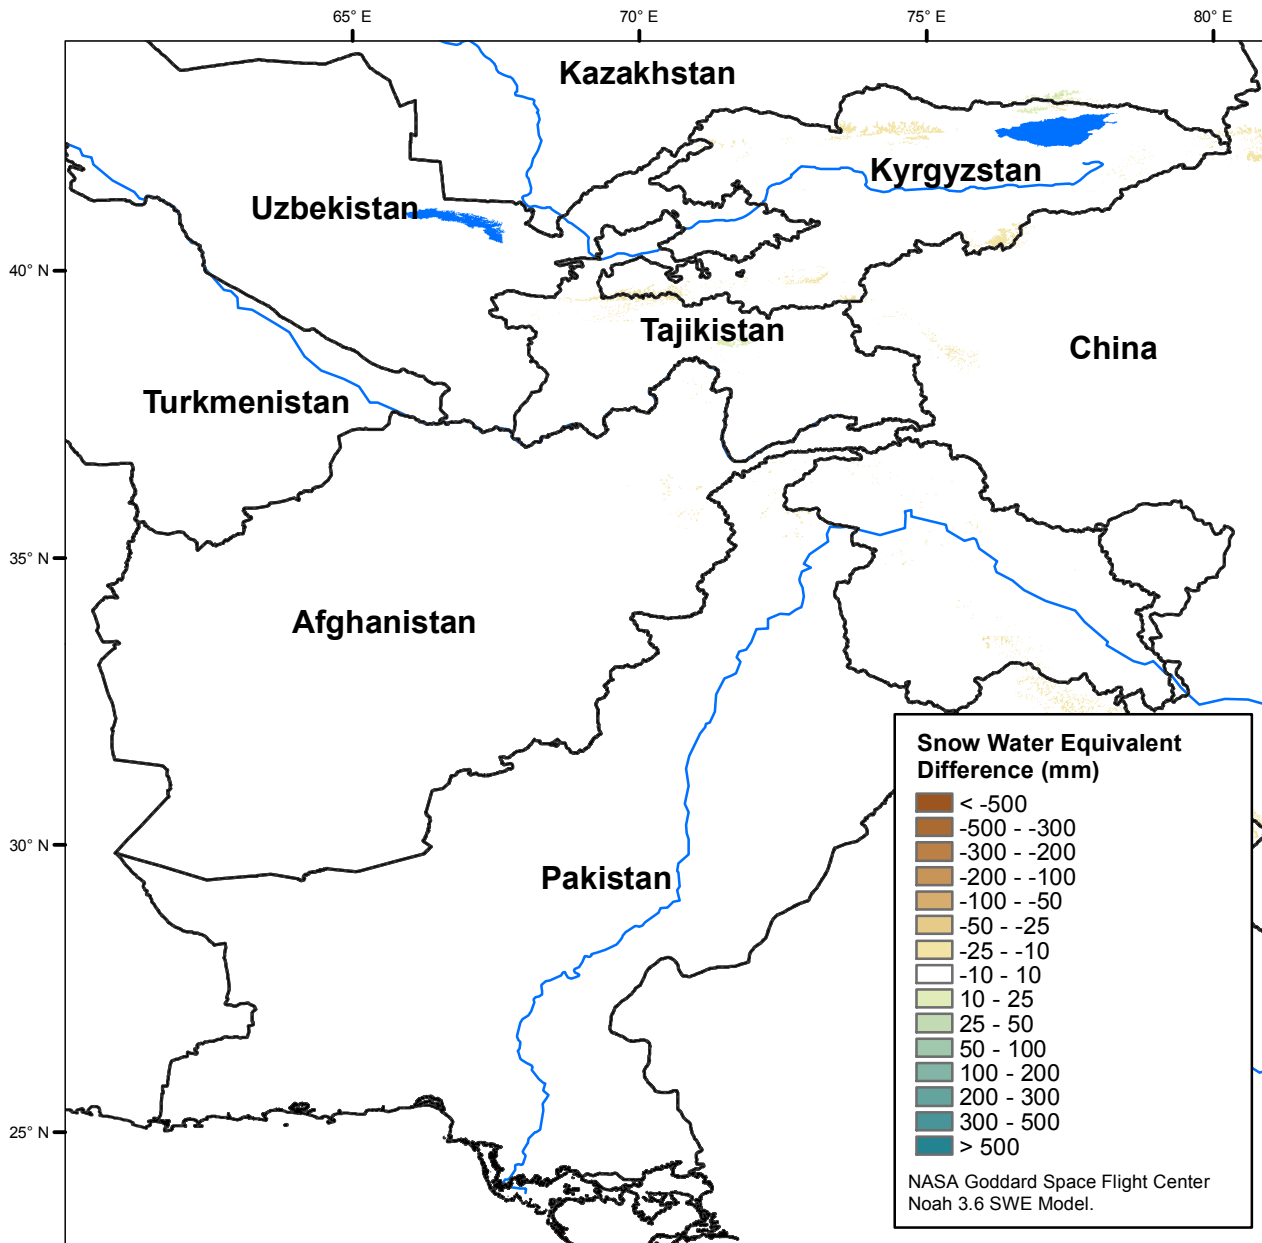 65° E
70° E
75° E
80° E
Kazakhstan
Kyrgyzstan
Uzbekistan
40° N
Tajikistan
China
Turkmenistan
35° N
Afghanistan
Snow Water Equivalent
Difference (mm)
< -500
-500 - -300
-300 - -200
-200 - -100
-100 - -50
-50 - -25
-25 - -10
-10 - 10
10 - 25
25 - 50
50 - 100
100 - 200
200 - 300
300 - 500
> 500
NASA Goddard Space Flight Center
Noah 3.6 SWE Model.
30° N
Pakistan
25° N